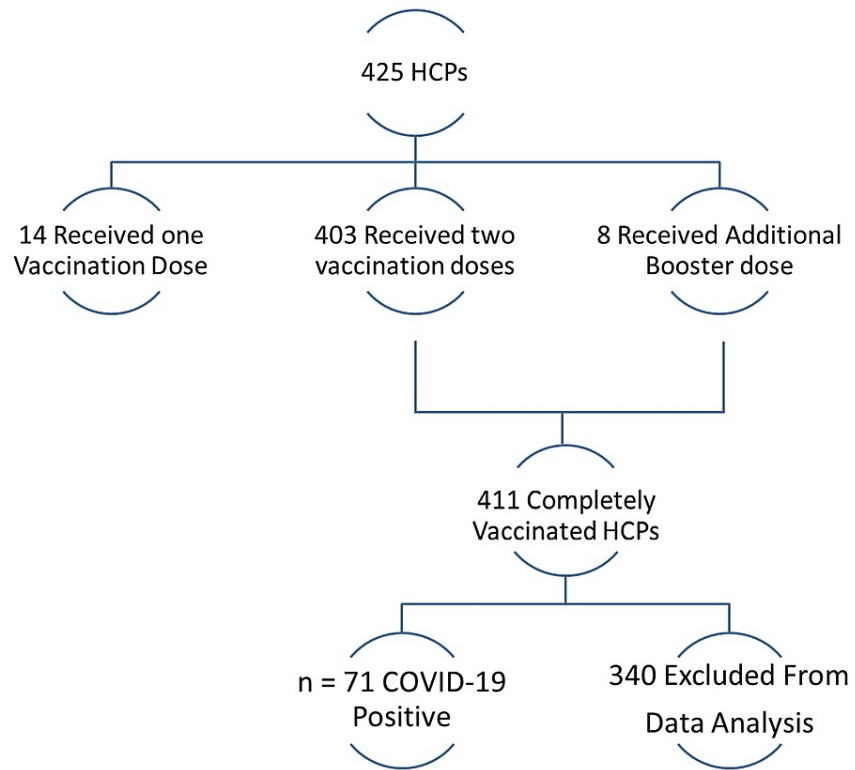 425 HCPs
14 Received one
Vaccination Dose
403 Received two
vaccination doses
8 Received Additional
Booster dose
411 Completely
Vaccinated HCPs
n = 71 COVID-19
Positive
340 Excluded From
Data Analysis